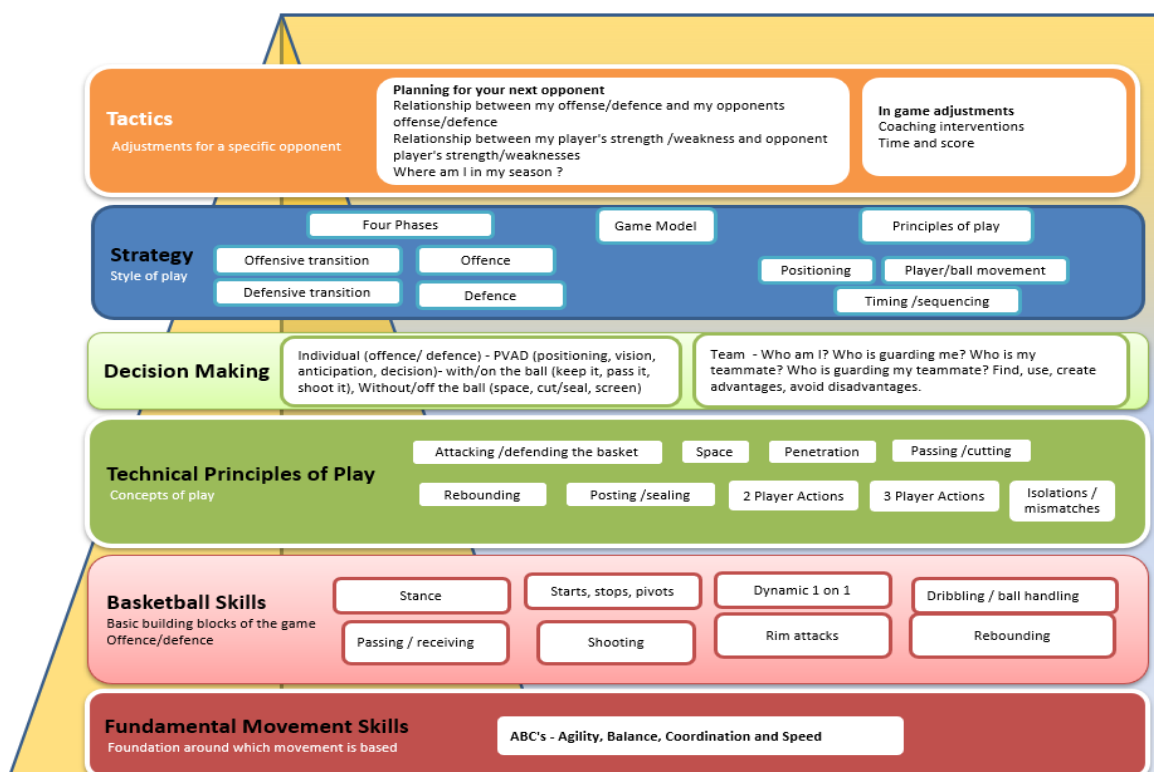 Tactics
Adjustments for a specific opponent
Planning for your next opponent
Relationship between my offense/defence and my opponents
offense/defence
Relationship between my player's strength /weakness and opponent
player's strength/weaknesses
Where am I in my season ?
In game adjustments
Coaching interventions
Time and score
Strategy
Style of play
Four Phases
Offensive transition
Offence
Defensive transition
Defence
Game Model
Principles of play
Positioning
Player/ball movement
Timing /sequencing
Decision Making
Individual (offence/ defence) - PVAD (positioning, vision,
anticipation, decision)- with/on the ball (keep it, pass it,
shoot it), Without/off the ball (space, cut/seal, screen)
Team  - Who am I? Who is guarding me? Who is my
teammate? Who is guarding my teammate? Find, use, create
advantages, avoid disadvantages.
Technical Principles of Play
Concepts of play
Attacking /defending the basket
Space
Penetration
Passing /cutting
Rebounding
Posting /sealing
2 Player Actions
3 Player Actions
Isolations /
mismatches
Basketball Skills
Basic building blocks of the game
Offence/defence
Stance
Starts, stops, pivots
Dynamic 1 on 1
Dribbling / ball handling
Passing / receiving
Shooting
Rim attacks
Rebounding
Fundamental Movement Skills
Foundation around which movement is based
ABC's - Agility, Balance, Coordination and Speed